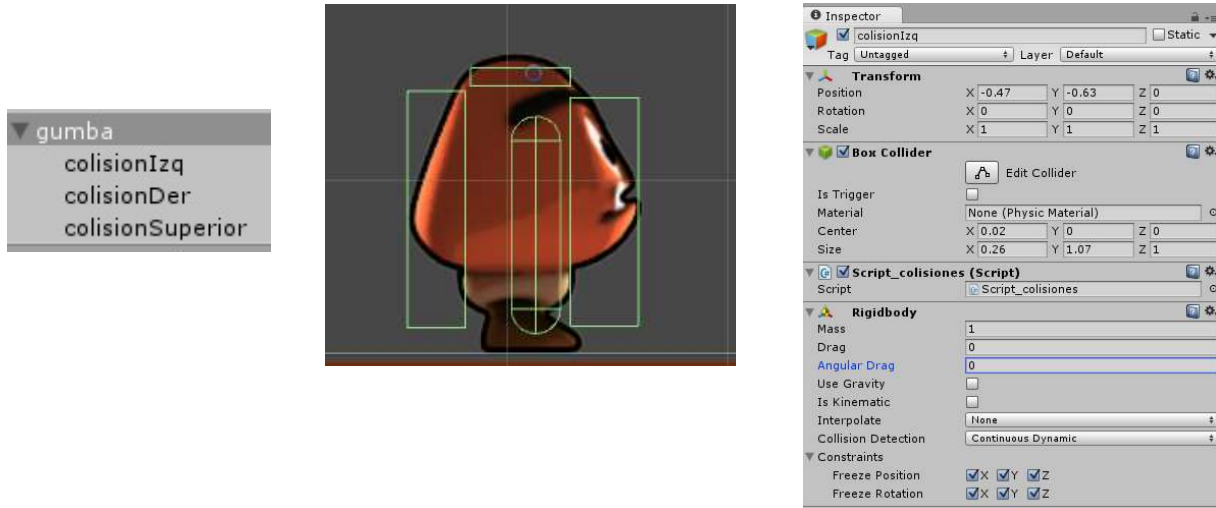 gumba
colisionIzq
colisionDer
colisionSuperior
Inspector
colisionIzq Static
Tag Untagged Layer Default
Transform
Position X -0.47 Y -0.63 Z 0
Rotation X 0 Y 0 Z 0
Scale X 1 Y 1 Z 1
Box Collider
Edit Collider
Is Trigger
Material None (Physic Material)
Center X 0.02 Y 0 Z 0
Size X 0.26 Y 1.07 Z 1
Script_colisiones (Script)
Script Script_colisiones
Rigidbody
Mass 1
Drag 0
Angular Drag 0
Use Gravity
Is Kinematic
Interpolate None
Collision Detection Continuous Dynamic
Constraints
Freeze Position X Y Z
Freeze Rotation X Y Z